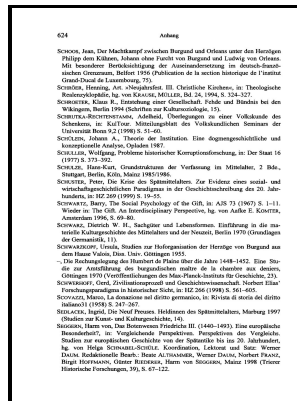 624 Anhang
SCHOOS, Jean, Der Machtkampf zwischen Burgund und Orleans unter den Herzögen
Philipp dem Kühnen, Johann ohne Furcht von Burgund und Ludwig von Orleans.
Mit besonderer Berücksichtigung der Auseinandersetzung im deutsch-französischen
Grenzraum, Belfort 1956 (Publication de la section historique de l'institut
Grand-Ducal de Luxembourg, 75).
SCHRÖER, Henning, Art. »Neujahrsfest. III. Christliche Kirchen«, in: Theologische
Realenzyklopädie, hg. von KRAUSE, MÜLLER, Bd. 24, 1994, S. 324–327.
SCHROETER, Klaus R., Entstehung einer Gesellschaft. Fehde und Bündnis bei den
Wikingern, Berlin 1994 (Schriften zur Kultursoziologie, 15).
SCHRUTKA-RECHTENSTAMM, Adelheid, Überlegungen zu einer Volkskunde des
Schenkens, in: KulTour. Mitteilungsblatt des Volkskundlichen Seminars der
Universität Bonn 9,2 (1998) S. 51–60.
SCHÜLEIN, Johann A., Theorie der Institution. Eine dogmengeschichtliche und
konzeptionelle Analyse, Opladen 1987.
SCHULLER, Wolfgang, Probleme historischer Korruptionsforschung, in: Der Staat 16
(1977) S. 373–392.
SCHULZE, Hans-Kurt, Grundstrukturen der Verfassung im Mittelalter, 2 Bde.,
Stuttgart, Berlin, Köln, Mainz 1985/1986.
SCHUSTER, Peter, Die Krise des Spätmittelalters. Zur Evidenz eines sozial- und
wirtschaftsgeschichtlichen Paradigmas in der Geschichtsschreibung des 20. Jahrhunderts,
in: HZ 269 (1999) S. 19–55.
SCHWARTZ, Barry, The Social Psychology of the Gift, in: AJS 73 (1967) S. 1–11.
Wieder in: The Gift. An Interdisciplinary Perspective, hg. von Aafke E. KOMTER,
Amsterdam 1996, S. 69–80.
SCHWARZ, Dietrich W. H., Sachgüter und Lebensformen. Einführung in die materielle
Kulturgeschichte des Mittelalters und der Neuzeit, Berlin 1970 (Grundlagen
der Germanistik, 11).
SCHWARZKOPF, Ursula, Studien zur Hoforganisation der Herzöge von Burgund aus
dem Hause Valois, Diss. Univ. Göttingen 1955.
–, Die Rechnungslegung des Humbert de Plaine über die Jahre 1448–1452. Eine Studie
zur Amtsführung des burgundischen maître de la chambre aux deniers,
Göttingen 1970 (Veröffentlichungen des Max-Planck-Instituts für Geschichte, 23).
SCHWERHOFF, Gerd, Zivilisationsprozeß und Geschichtswissenschaft. Norbert Elias'
Forschungsparadigma in historischer Sicht, in: HZ 266 (1998) S. 561–605.
SCOVAZZI, Marco, La donazione nel diritto germanico, in: Rivista di storia del diritto
italiano31 (1958) S. 247–267.
SEDLACEK, Ingrid, Die Neuf Preuses. Heldinnen des Spätmittelalters, Marburg 1997
(Studien zur Kunst- und Kulturgeschichte, 14).
SEGGERN, Harm von, Das Botenwesen Friedrichs III. (1440–1493). Eine europäische
Besonderheit?, in: Vergleichende Perspektiven. Perspektiven des Vergleichs.
Studien zur europäischen Geschichte von der Spätantike bis ins 20. Jahrhundert,
hg. von Helga SCHNABEL-SCHÜLE. Koordination, Lektorat und Satz: Werner
DAUM. Redaktionelle Bearb.: Beate ALTHAMMER, Werner DAUM, Norbert FRANZ,
Birgit HOFFMANN, Günter RIEDERER, Harm von SEGGERN, Mainz 1998 (Trierer
Historische Forschungen, 39), S. 67–122.